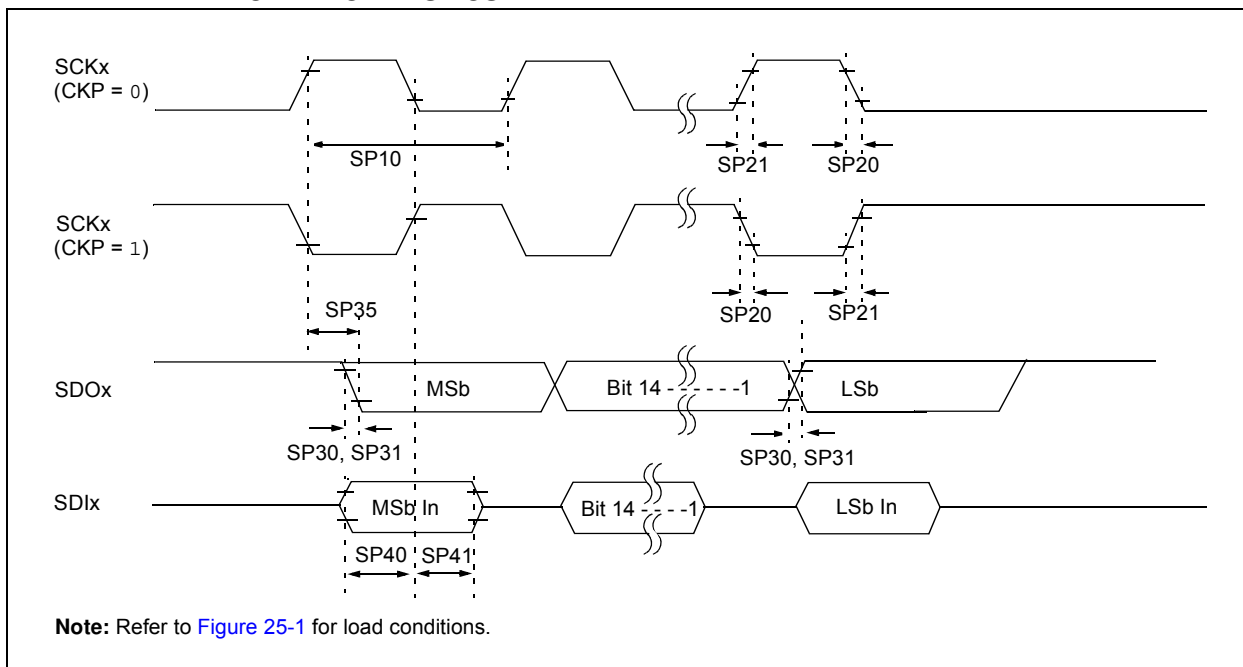 SCKx
(CKP = 0)
SP10
SP21
SP20
SCKx
(CKP = 1)
SP35
SP20
SP21
SDOx
MSb
Bit 14 - - - - - -1
LSb
SP30, SP31
SP30, SP31
SDIx
MSb In
Bit 14 - - - -1
LSb In
SP40
SP41
Note: Refer to Figure 25-1 for load conditions.